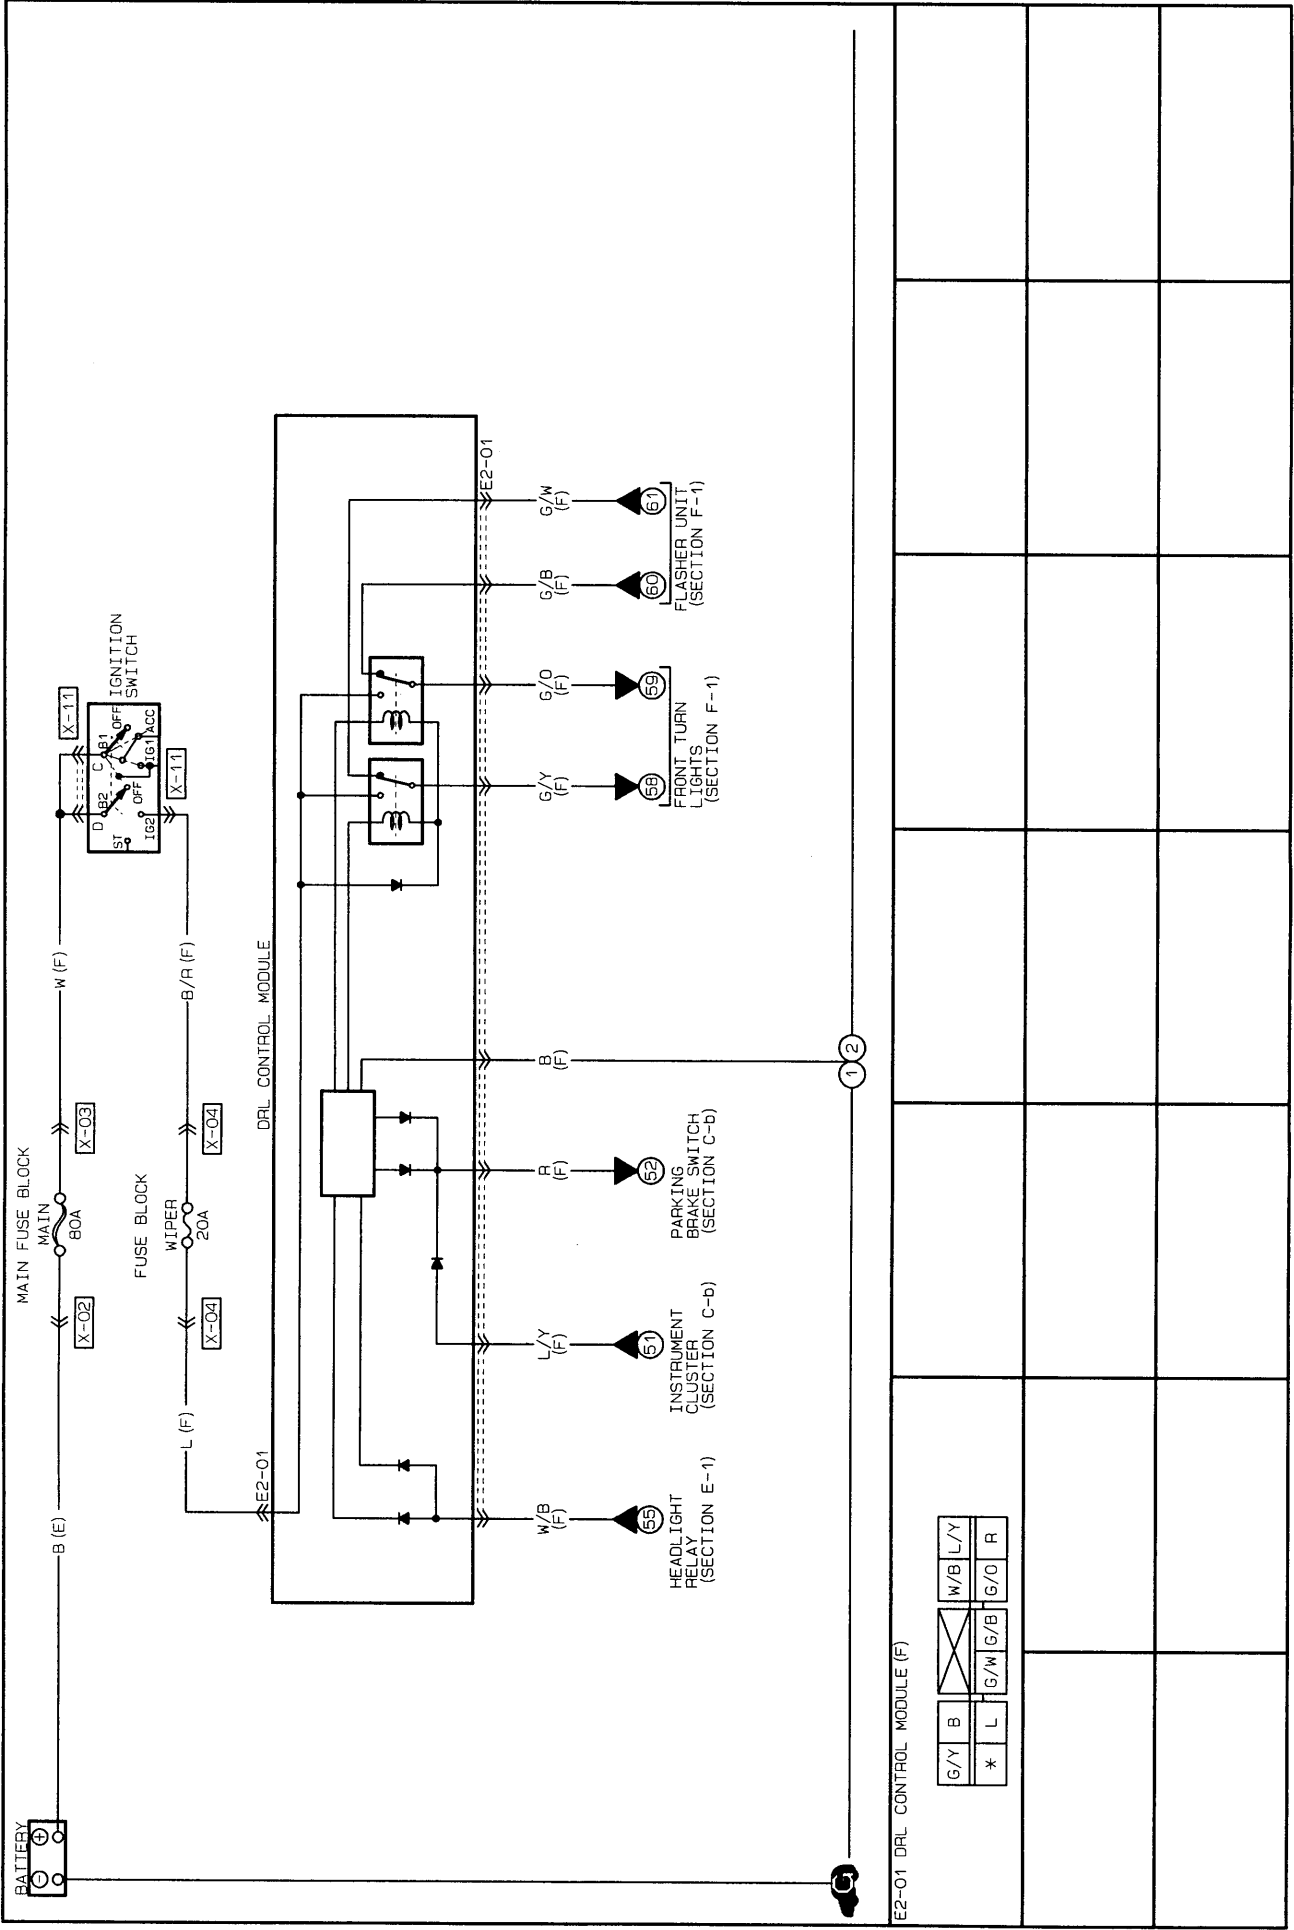 BATTERY
- +
B (E)
X-02
MAIN FUSE BLOCK
MAIN
80A
X-03
W (F)
X-11
D B2
C B1
OFF
OFF
ST
IG2
IG1
ACC
IGNITION
SWITCH
X-11
FUSE BLOCK
WIPER
20A
X-04
X-04
L (F)
B/R (F)
E2-01
DRL CONTROL MODULE
E2-01
W/B
(F)
55
HEADLIGHT
RELAY
(SECTION E-1)
L/Y
(F)
51
INSTRUMENT
CLUSTER
(SECTION C-b)
R
(F)
52
PARKING
BRAKE SWITCH
(SECTION C-b)
B
(F)
1 2
G/Y
(F)
58
G/O
(F)
59
FRONT TURN
LIGHTS
(SECTION F-1)
G/B
(F)
60
G/W
(F)
61
FLASHER UNIT
(SECTION F-1)
G
E2-01 DRL CONTROL MODULE (F)
G/Y B W/B L/Y
* L G/W G/B G/O R